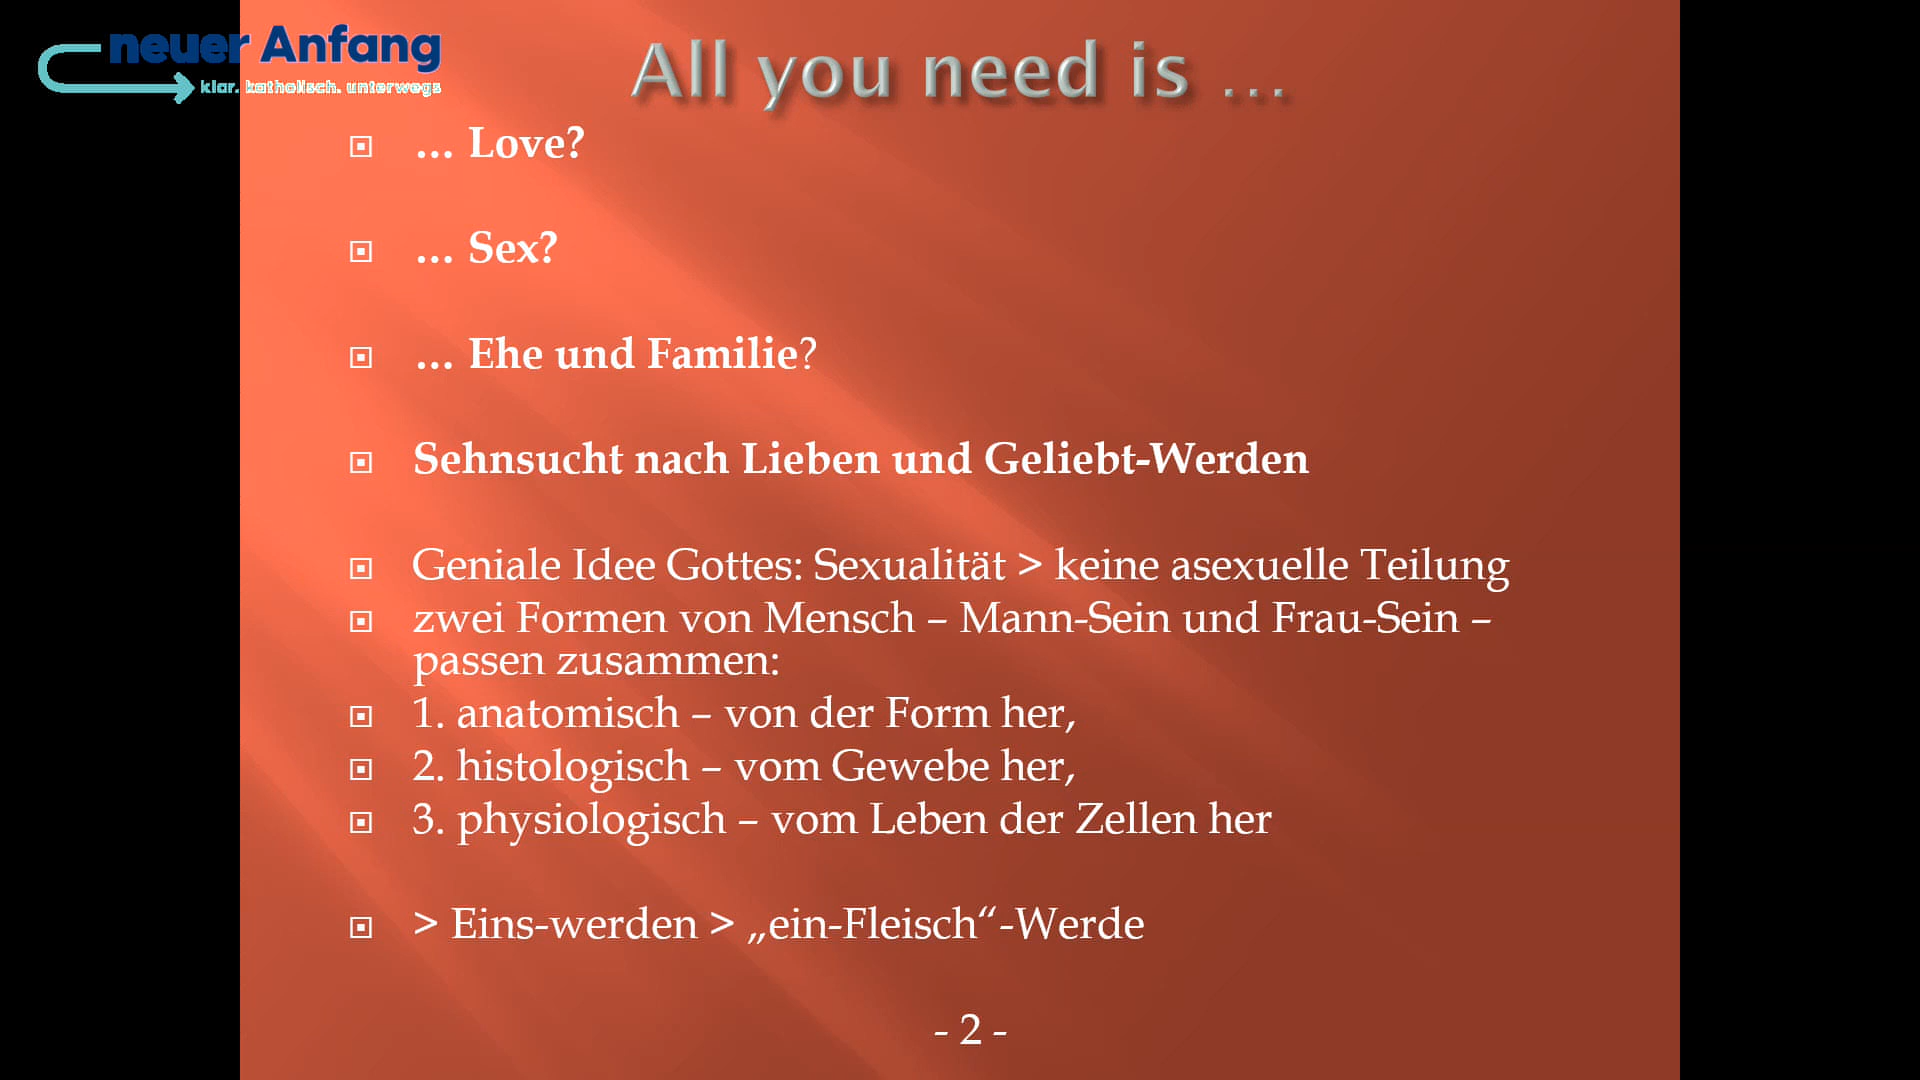 neuer Anfang
klar. katholisch. unterwegs
All you need is ...
... Love?
... Sex?
... Ehe und Familie?
Sehnsucht nach Lieben und Geliebt-Werden
Geniale Idee Gottes: Sexualität > keine asexuelle Teilung
zwei Formen von Mensch – Mann-Sein und Frau-Sein –
passen zusammen:
1. anatomisch – von der Form her,
2. histologisch – vom Gewebe her,
3. physiologisch – vom Leben der Zellen her
> Eins-werden > „ein-Fleisch“-Werde
- 2 -